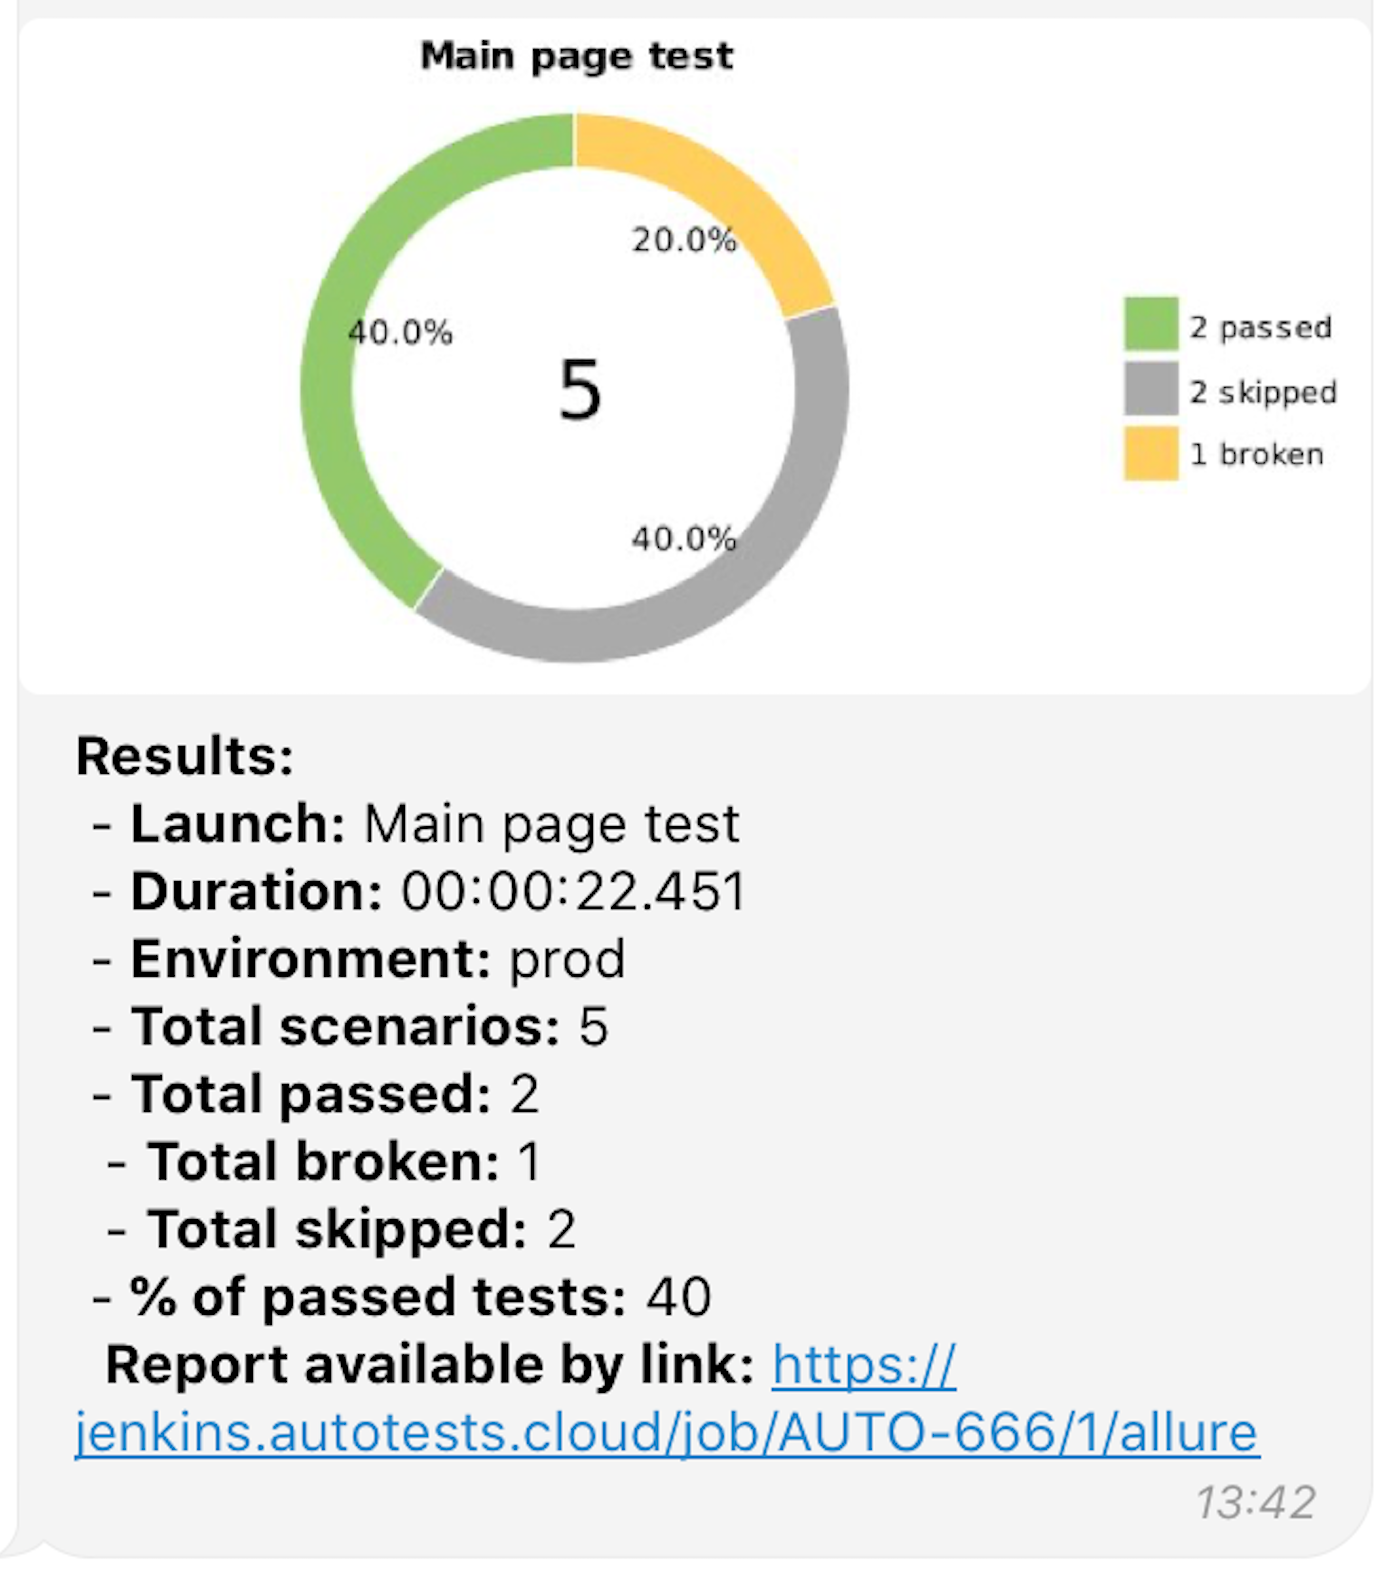 Main page test
20.0%
40.0%
5
40.0%
2 passed
2 skipped
1 broken
Results:
- Launch: Main page test
- Duration: 00:00:22.451
- Environment: prod
- Total scenarios: 5
- Total passed: 2
- Total broken: 1
- Total skipped: 2
- % of passed tests: 40
Report available by link: https://
jenkins.autotests.cloud/job/AUTO-666/1/allure
13:42